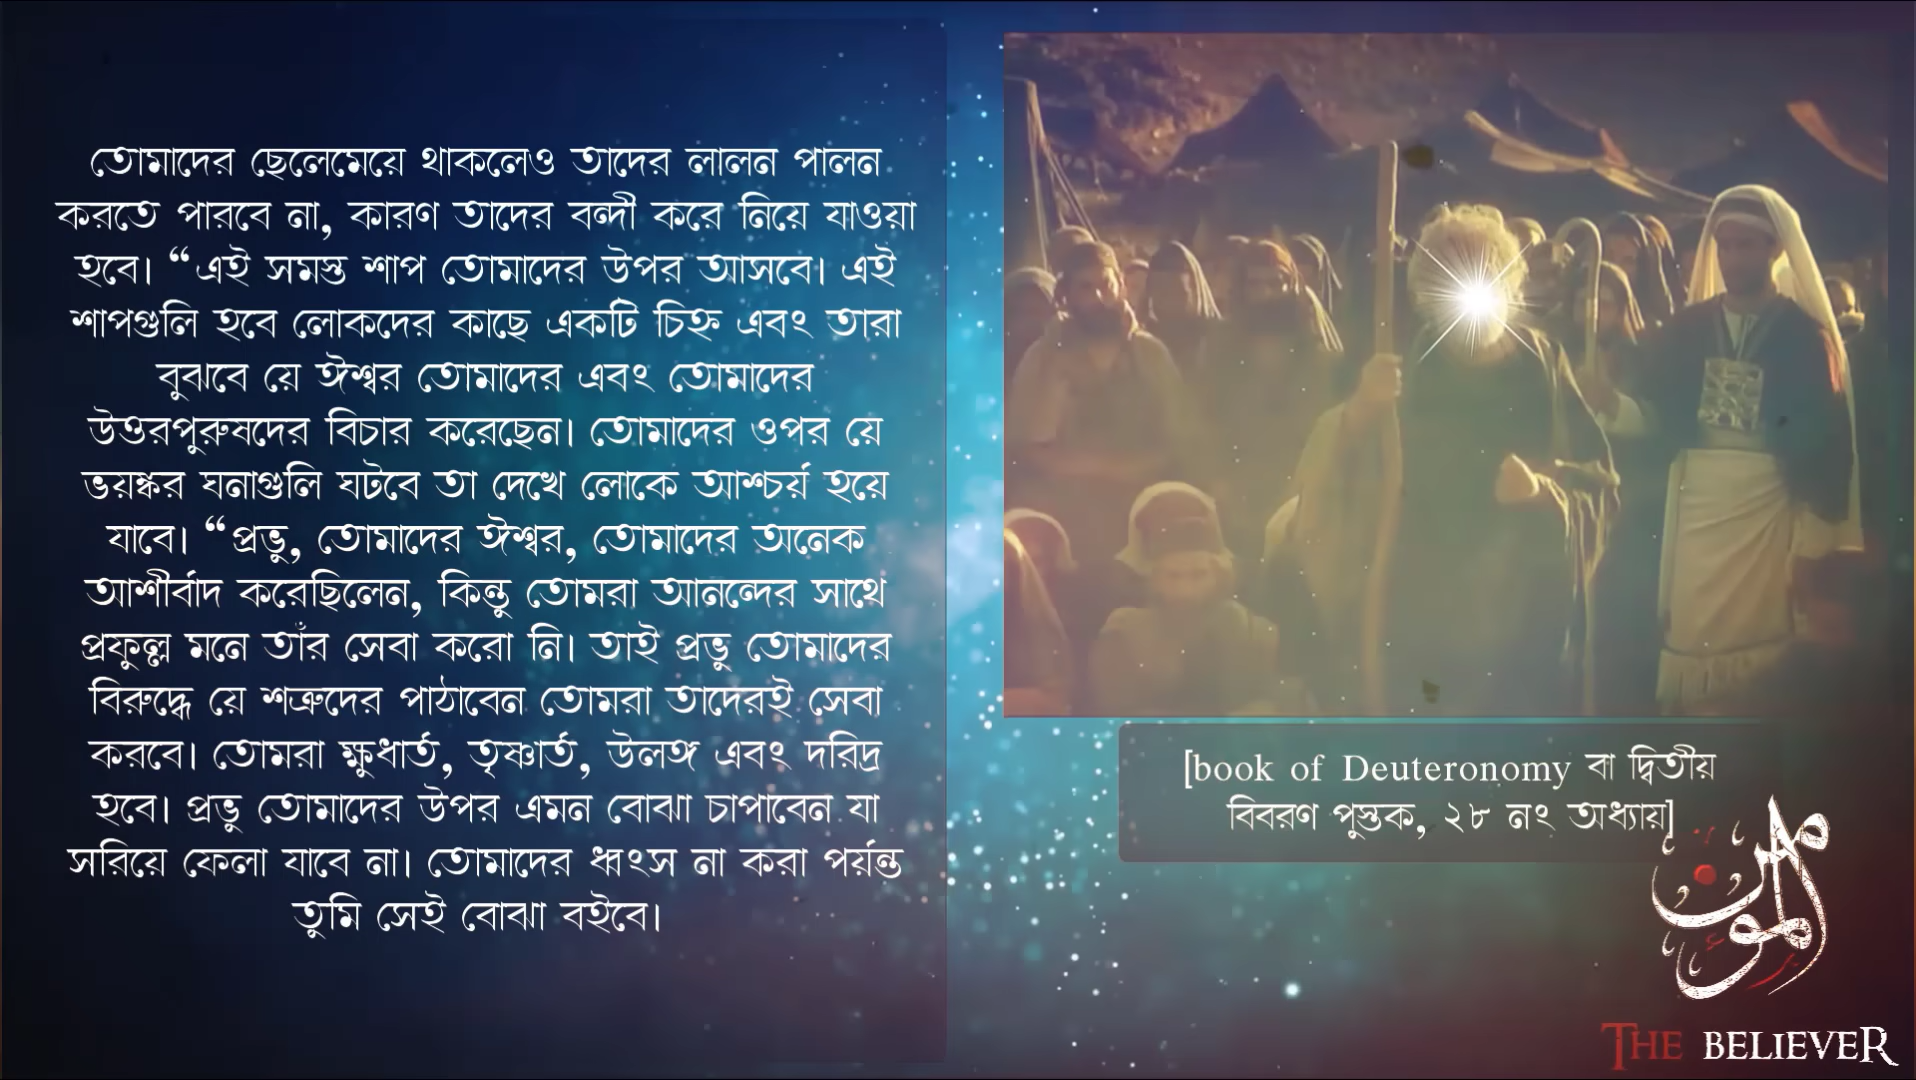 তোমাদের ছেলেমেয়ে থাকলেও তাদের লালন পালন
করতে পারবে না, কারণ তাদের বন্দী করে নিয়ে যাওয়া
হবে। “এই সমস্ত শাপ তোমাদের উপর আসবে। এই
শাপগুলি হবে লোকদের কাছে একটি চিহ্ন এবং তারা
বুঝবে যে ঈশ্বর তোমাদের এবং তোমাদের
উত্তরপুরুষদের বিচার করেছেন। তোমাদের ওপর যে
ভয়ঙ্কর ঘনাগুলি ঘটবে তা দেখে লোকে আশ্চর্য় হয়ে
যাবে। “প্রভু, তোমাদের ঈশ্বর, তোমাদের অনেক
আশীর্বাদ করেছিলেন, কিন্তু তোমরা আনন্দের সাথে
প্রফুল্ল মনে তাঁর সেবা করো নি। তাই প্রভু তোমাদের
বিরুদ্ধে যে শত্রুদের পাঠাবেন তোমরা তাদেরই সেবা
করবে। তোমরা ক্ষুধার্ত, তৃষ্ণার্ত, উলঙ্গ এবং দরিদ্র
হবে। প্রভু তোমাদের উপর এমন বোঝা চাপাবেন যা
সরিয়ে ফেলা যাবে না। তোমাদের ধ্বংস না করা পর্য়ন্ত
তুমি সেই বোঝা বইবে।
[book of Deuteronomy বা দ্বিতীয়
বিবরণ পুস্তক, ২৮ নং অধ্যায়]
المؤمن
THE BELIEVER